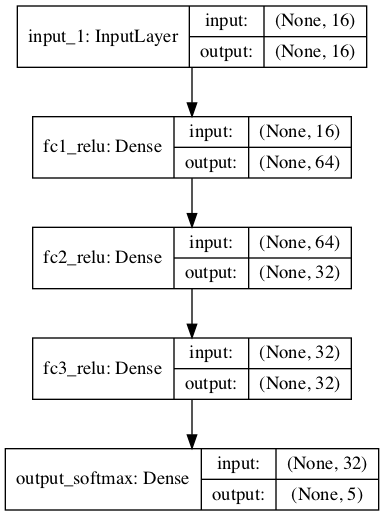 input_1: InputLayer
input: (None, 16)
output: (None, 16)
fc1_relu: Dense
input: (None, 16)
output: (None, 64)
fc2_relu: Dense
input: (None, 64)
output: (None, 32)
fc3_relu: Dense
input: (None, 32)
output: (None, 32)
output_softmax: Dense
input: (None, 32)
output: (None, 5)